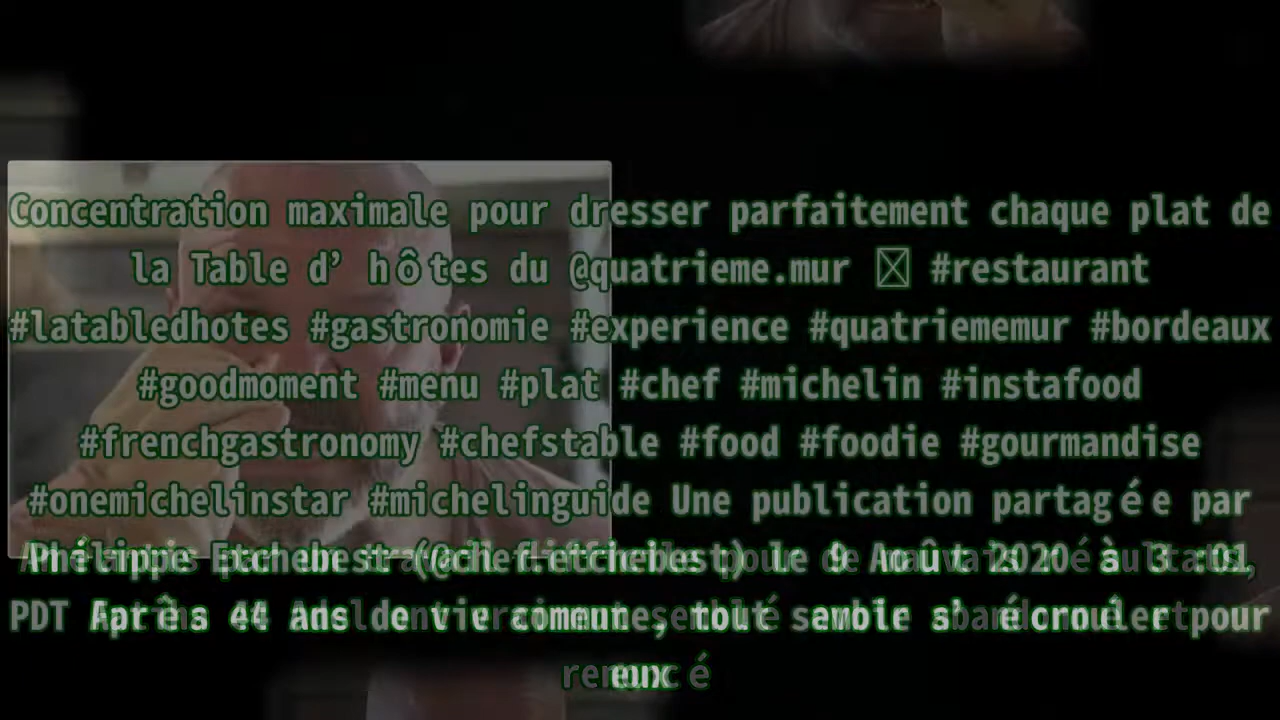 Concentration maximale pour dresser parfaitement chaque plat de
la Table d’ hôtes du @quatrieme.mur #restaurant
#latabledhotes #gastronomie #experience #quatriememur #bordeaux
#goodmoment #menu #plat #chef #michelin #instafood
#frenchgastronomy #chefstable #food #foodie #gourmandise
#onemichelinstar #michelinguide Une publication partagée par
Philippe Etchebest (@chef.etchebest) le 9 Août 2020 à 3 :01
PDT Après 44 Ans de vie commune, tout semble s’ écrouler pour
eux